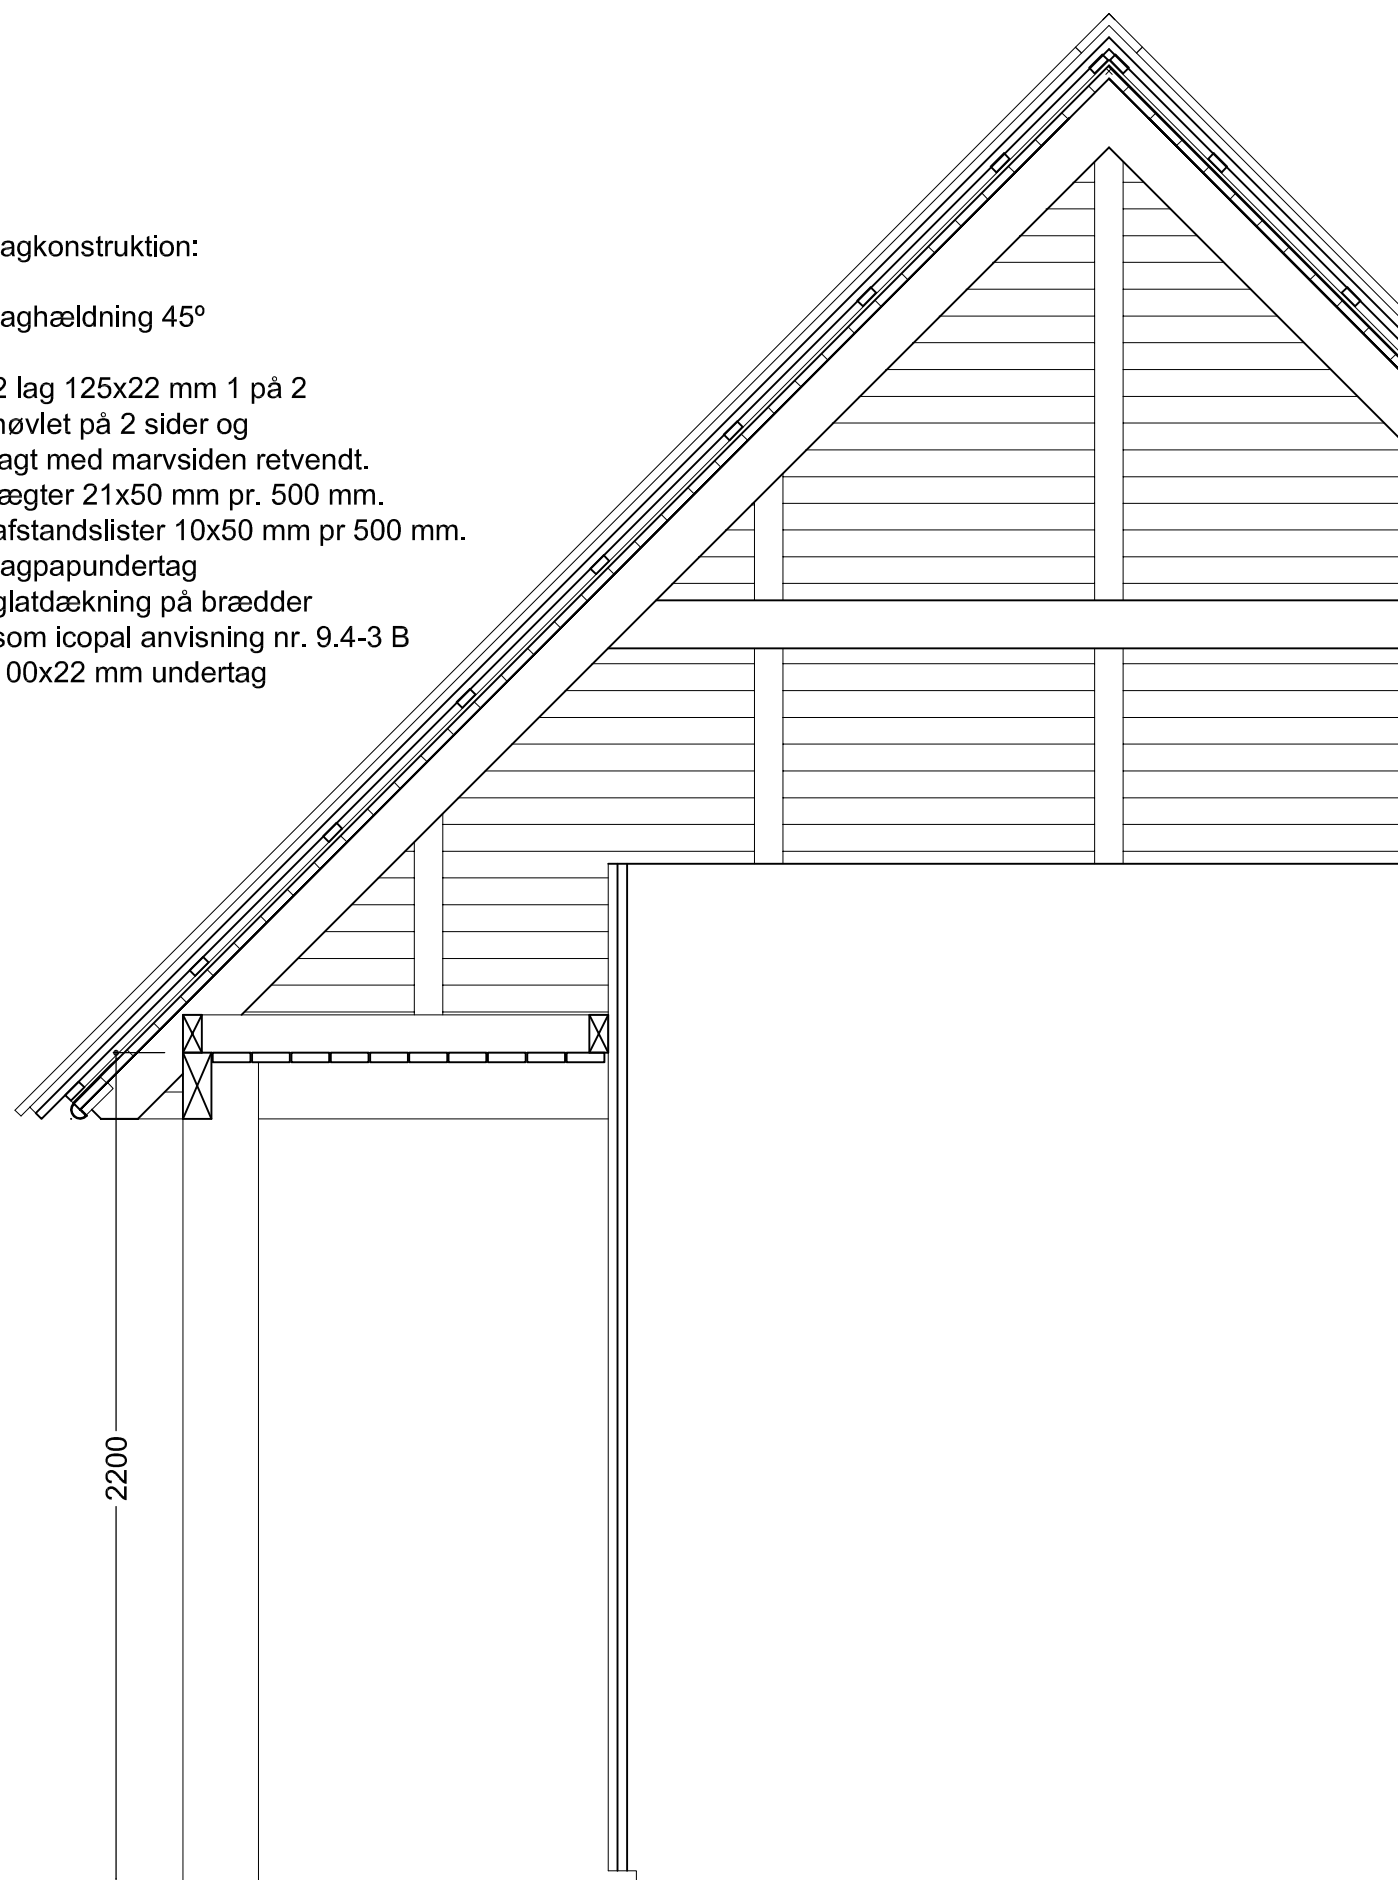 agkonstruktion:
aghældning 45º
2 lag 125x22 mm 1 på 2
høvlet på 2 sider og
agt med marvsiden retvendt.
ægter 21x50 mm pr. 500 mm.
afstandslister 10x50 mm pr 500 mm.
agpapundertag
glatdækning på brædder
som icopal anvisning nr. 9.4-3 B
00x22 mm undertag
2200